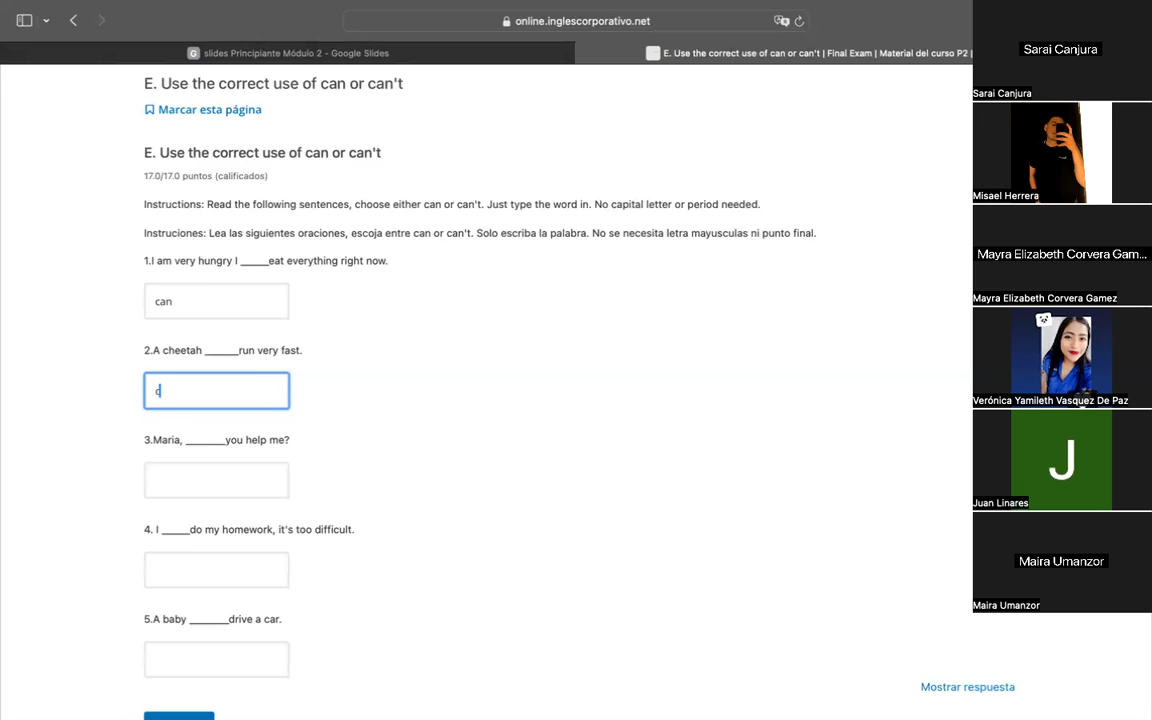 online.inglescorporativo.net
G slides Principiante Módulo 2 - Google Slides
E. Use the correct use of can or can't | Final Exam | Material del curso P2 |
E. Use the correct use of can or can't
Marcar esta página
E. Use the correct use of can or can't
17.0/17.0 puntos (calificados)
Instructions: Read the following sentences, choose either can or can't. Just type the word in. No capital letter or period needed.
Instruciones: Lea las siguientes oraciones, escoja entre can or can't. Solo escriba la palabra. No se necesita letra mayusculas ni punto final.
1.I am very hungry I _____eat everything right now.
can
2.A cheetah ______run very fast.
c
3.Maria, _______you help me?
4. I _____do my homework, it's too difficult.
5.A baby _______drive a car.
Mostrar respuesta
Sarai Canjura
Sarai Canjura
Misael Herrera
Mayra Elizabeth Corvera Gam...
Mayra Elizabeth Corvera Gamez
Verónica Yamileth Vasquez De Paz
J
Juan Linares
Maira Umanzor
Maira Umanzor